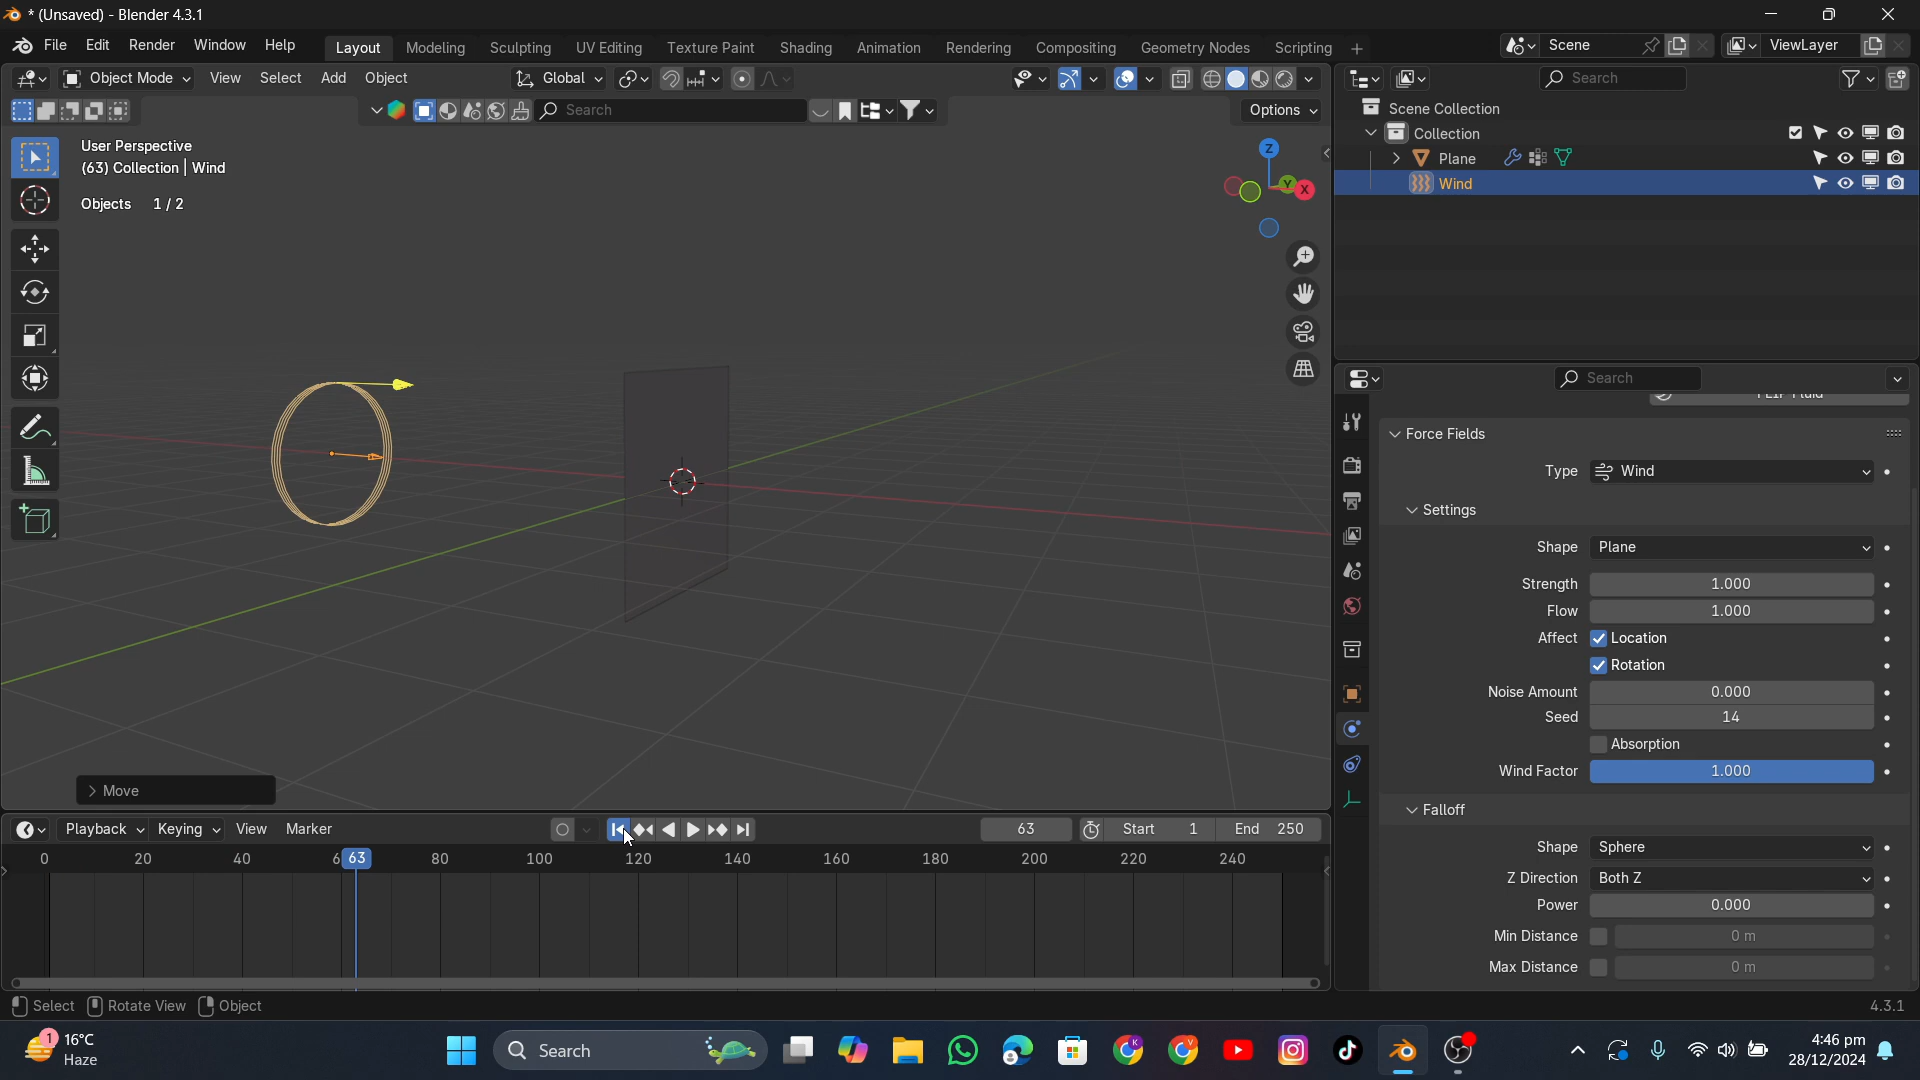 * (Unsaved) - Blender 4.3.1
File Edit Render Window Help
Layout Modeling Sculpting UV Editing Texture Paint Shading Animation Rendering Compositing Geometry Nodes Scripting
Scene
ViewLayer
Object Mode View Select Add Object
Global
Search
Search
Options
User Perspective
(63) Collection | Wind
Objects 1 / 2
Z
Y
X
Scene Collection
Collection
Plane
Wind
Search
Force Fields
Type Wind
Settings
Shape Plane
Strength 1.000
Flow 1.000
Affect Location
Rotation
Noise Amount 0.000
Seed 14
Absorption
Wind Factor 1.000
Falloff
Shape Sphere
Z Direction Both Z
Power 0.000
Min Distance 0 m
Max Distance 0 m
Move
Playback Keying View Marker
63 Start 1 End 250
0 20 40 6 63 80 100 120 140 160 180 200 220 240
Select Rotate View Object
4.3.1
1
16°C
Haze
Search
K
V
4:46 pm
28/12/2024